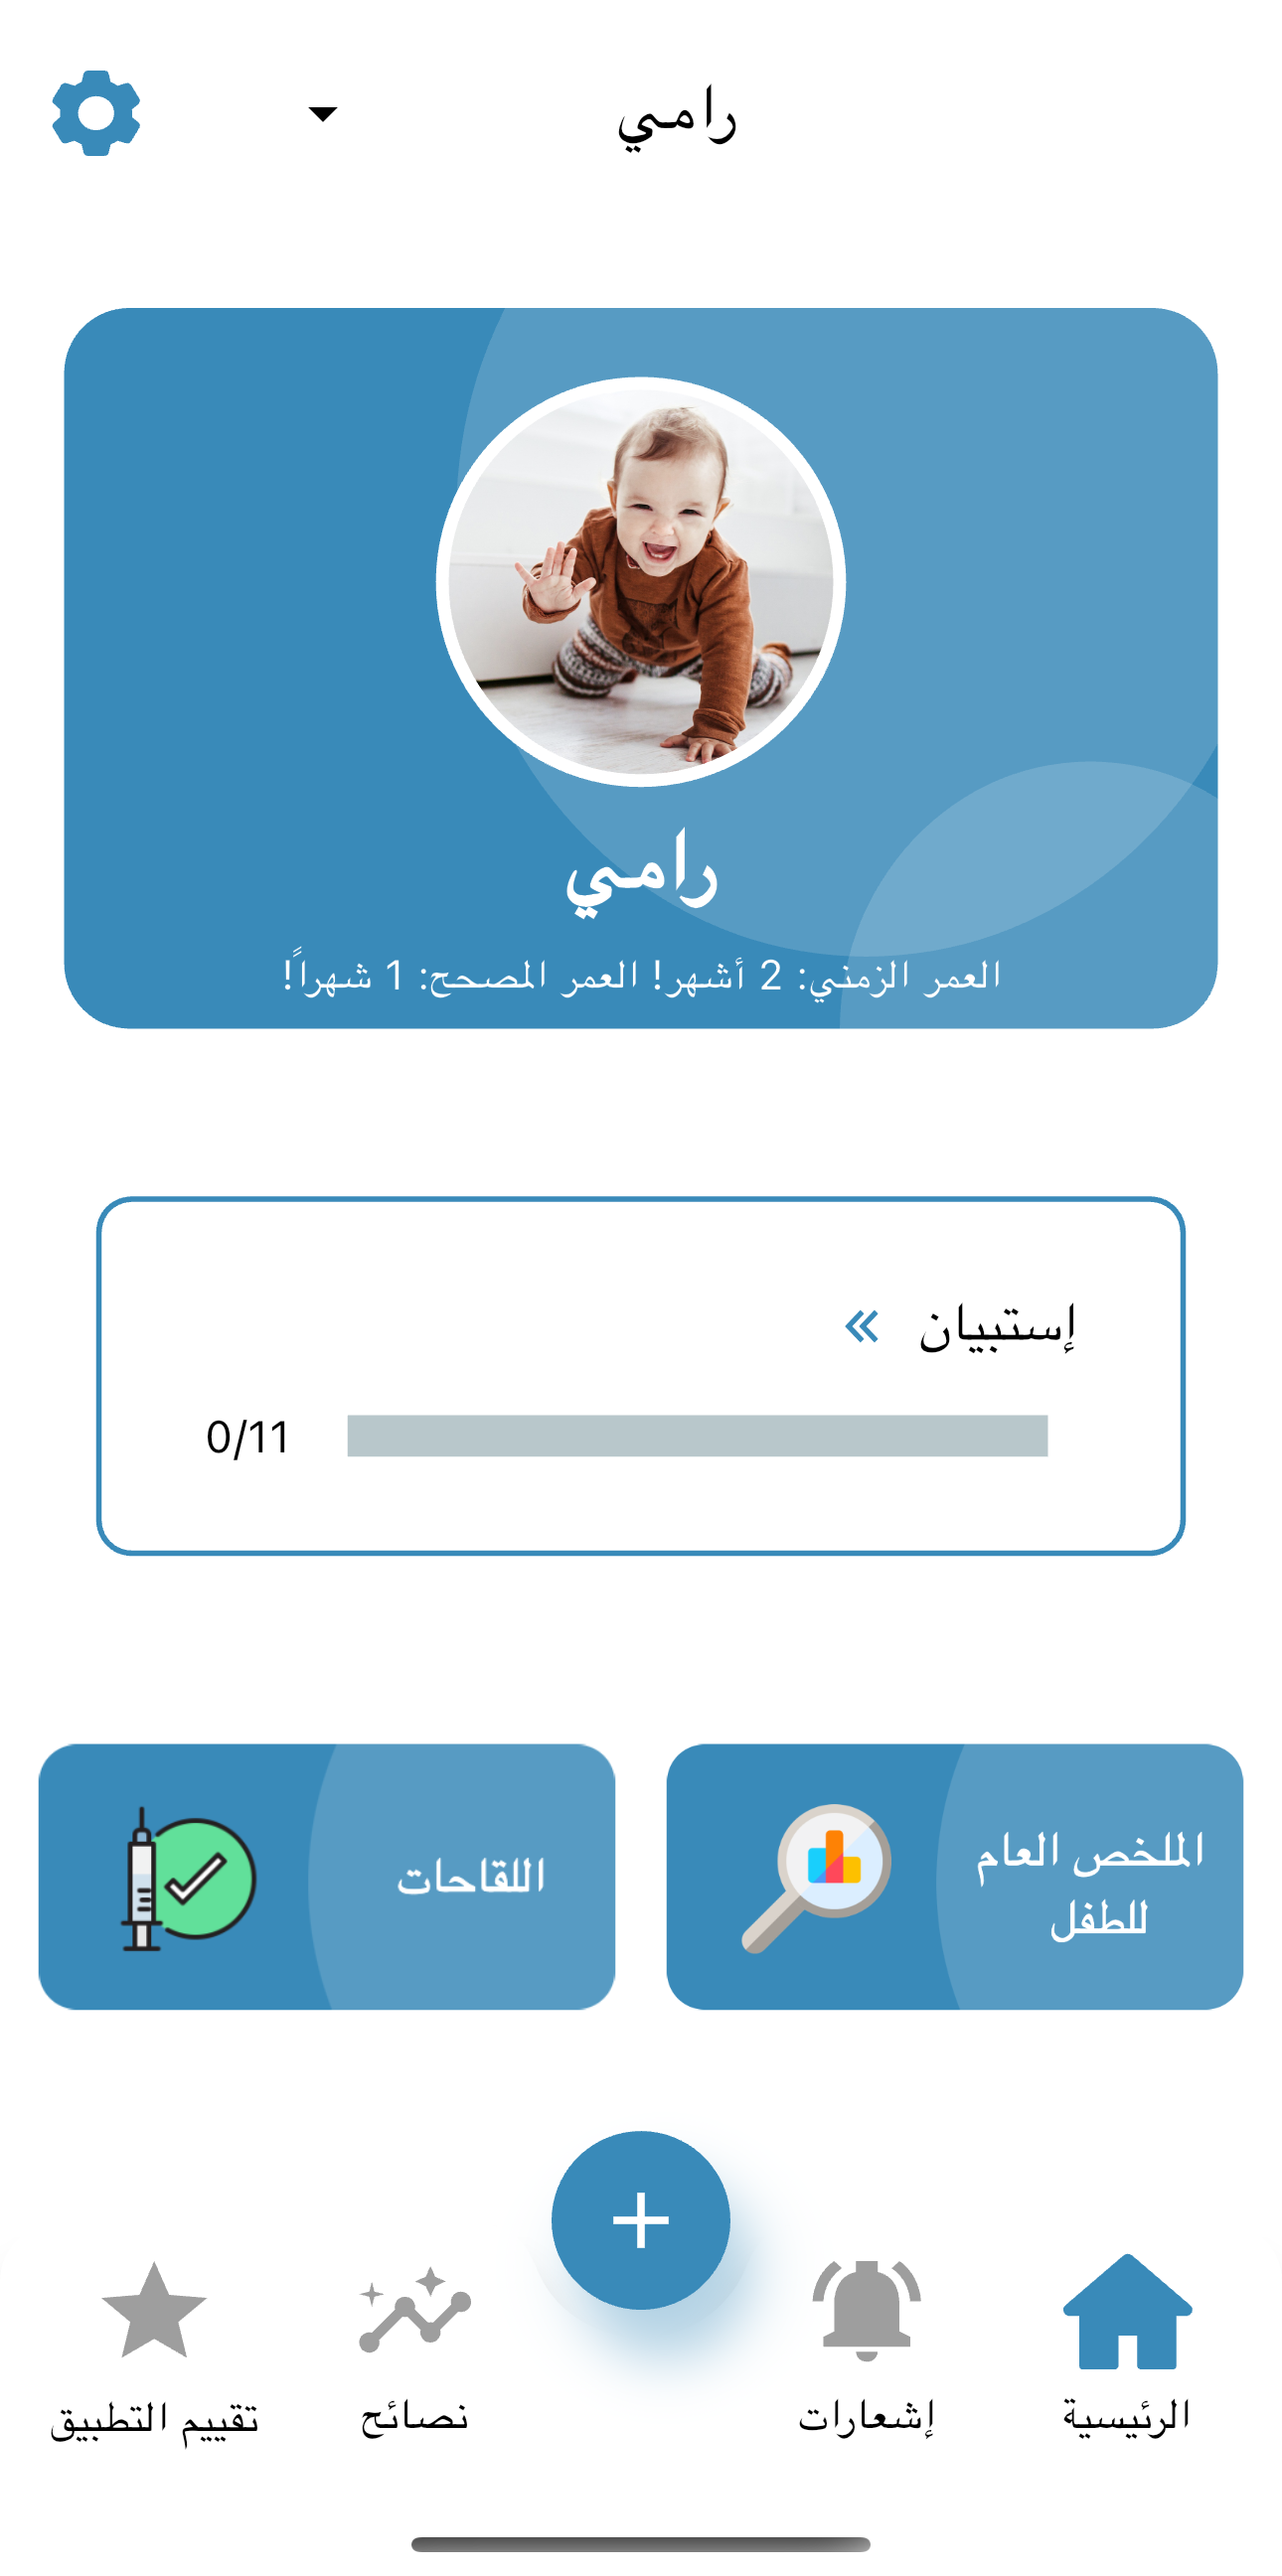 رامي
رامي
العمر الزمني: 2 أشهر! العمر المصحح: 1 شهراً!
إستبيان
0/11
الملخص العام
للطفل
اللقاحات
الرئيسية
إشعارات
نصائح
تقييم التطبيق